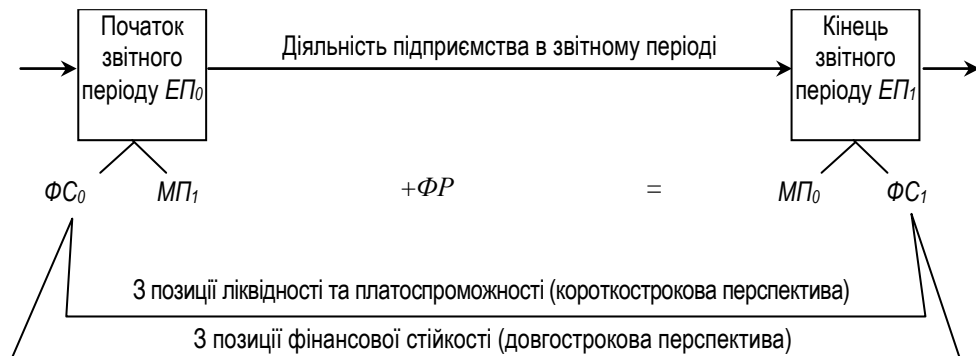 Початок
звітного
періоду ЕП₀
Діяльність підприємства в звітному періоді
Кінець
звітного
періоду ЕП₁
ФС₀ МП₁ +ФР = МП₀ ФС₁
З позиції ліквідності та платоспроможності (короткострокова перспектива)
З позиції фінансової стійкості (довгострокова перспектива)